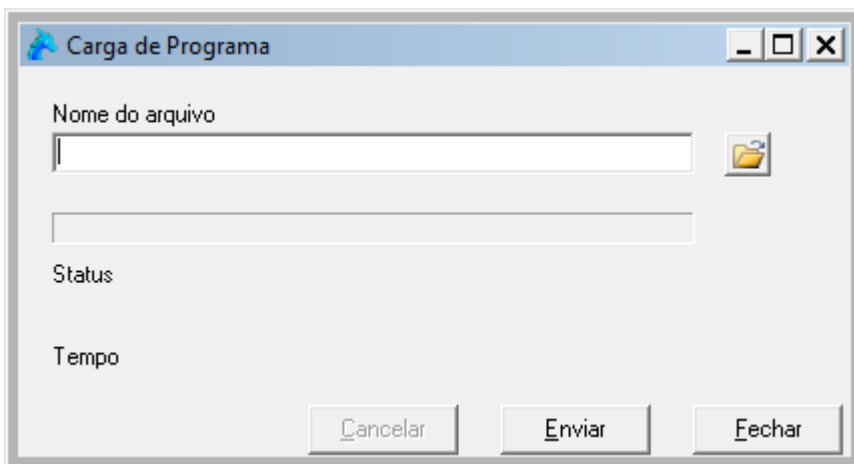 Carga de Programa
Nome do arquivo
Status
Tempo
Cancelar Enviar Fechar